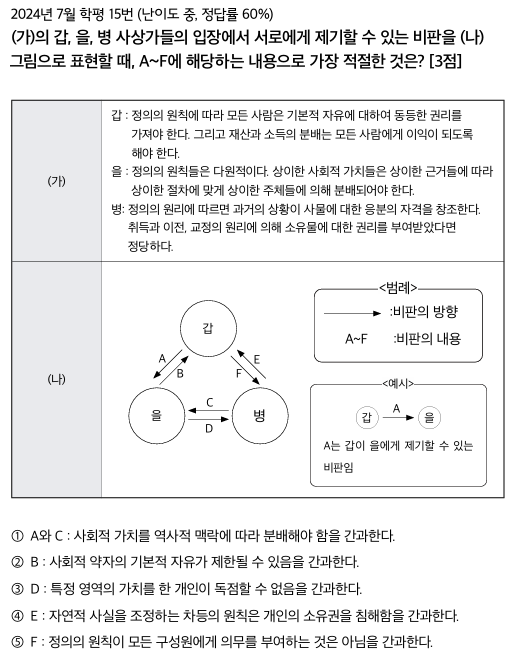 2024년 7월 학평 15번 (난이도 중, 정답률 60%)
(가)의 갑, 을, 병 사상가들의 입장에서 서로에게 제기할 수 있는 비판을 (나)
그림으로 표현할 때, A~F에 해당하는 내용으로 가장 적절한 것은? [3점]
(가)
갑 : 정의의 원칙에 따라 모든 사람은 기본적 자유에 대하여 동등한 권리를
가져야 한다. 그리고 재산과 소득의 분배는 모든 사람에게 이익이 되도록
해야 한다.
을 : 정의의 원칙들은 다원적이다. 상이한 사회적 가치들은 상이한 근거들에 따라
상이한 절차에 맞게 상이한 주체들에 의해 분배되어야 한다.
병: 정의의 원리에 따르면 과거의 상황이 사물에 대한 응분의 자격을 창조한다.
취득과 이전, 교정의 원리에 의해 소유물에 대한 권리를 부여받았다면
정당하다.
(나)
갑
A
B
E
F
을
C
D
병
<범례>
:비판의 방향
A~F :비판의 내용
<예시>
갑 A 을
A는 갑이 을에게 제기할 수 있는
비판임
① A와 C : 사회적 가치를 역사적 맥락에 따라 분배해야 함을 간과한다.
② B : 사회적 약자의 기본적 자유가 제한될 수 있음을 간과한다.
③ D : 특정 영역의 가치를 한 개인이 독점할 수 없음을 간과한다.
④ E : 자연적 사실을 조정하는 차등의 원칙은 개인의 소유권을 침해함을 간과한다.
⑤ F : 정의의 원칙이 모든 구성원에게 의무를 부여하는 것은 아님을 간과한다.